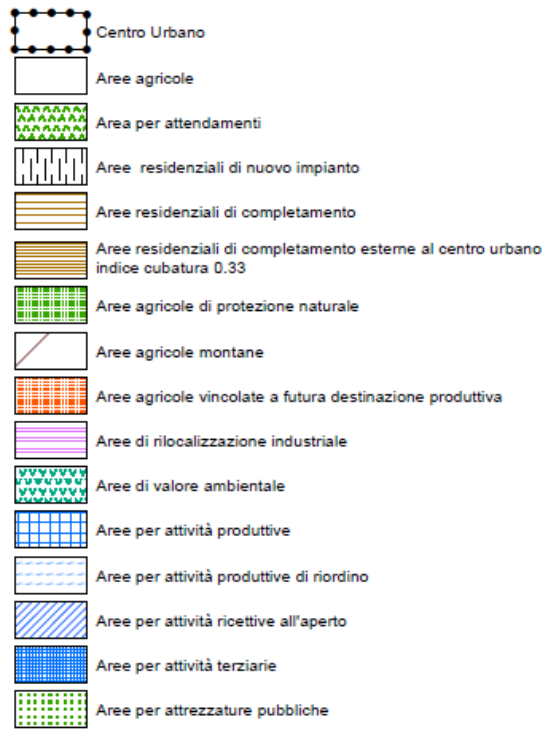 Centro Urbano
Aree agricole
Area per attendamenti
Aree residenziali di nuovo impianto
Aree residenziali di completamento
Aree residenziali di completamento esterne al centro urbano
indice cubatura 0.33
Aree agricole di protezione naturale
Aree agricole montane
Aree agricole vincolate a futura destinazione produttiva
Aree di rilocalizzazione industriale
Aree di valore ambientale
Aree per attività produttive
Aree per attività produttive di riordino
Aree per attività ricettive all'aperto
Aree per attività terziarie
Aree per attrezzature pubbliche